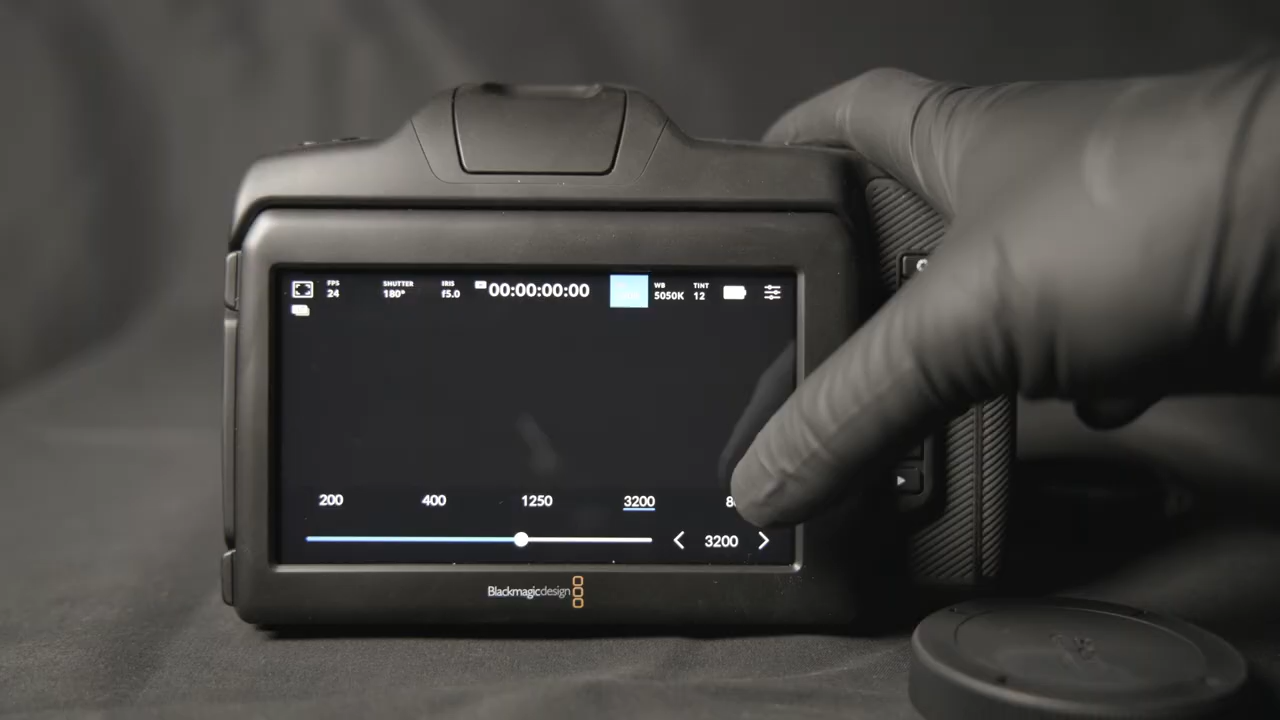 FPS
24
SHUTTER
180°
IRIS
f5.0
00:00:00:00
WB
5050K
TINT
12
200 400 1250 3200
3200
Blackmagicdesign